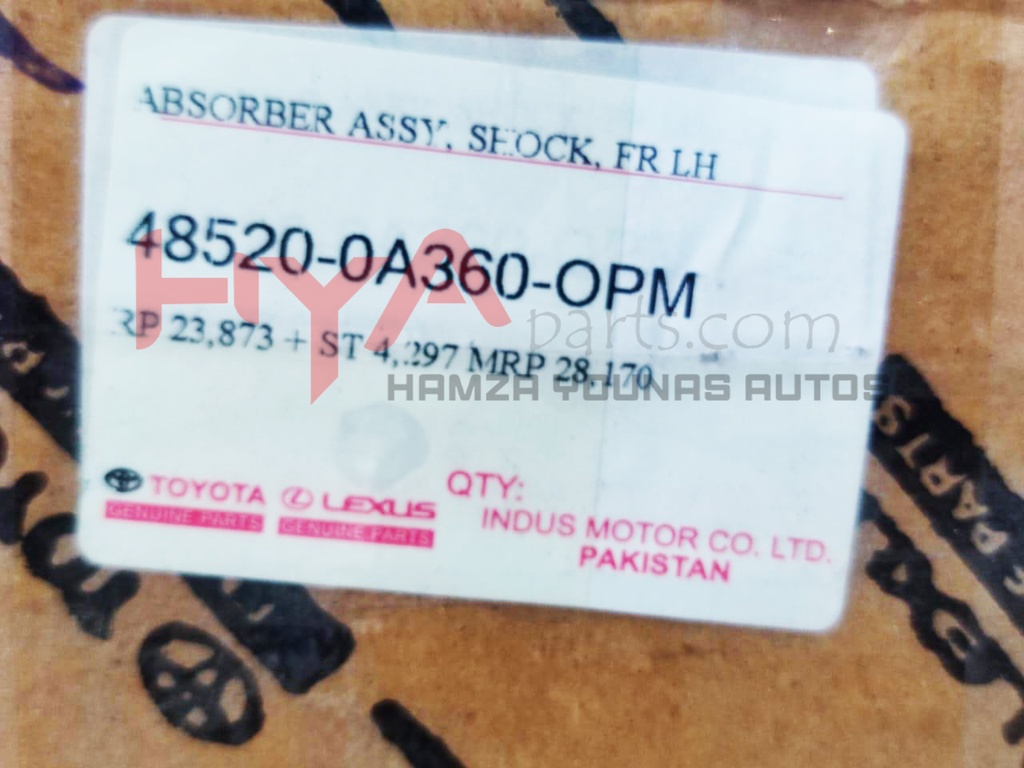 ABSORBER ASSY, SHOCK, FR LH
48520-0A360-OPM
RP 23,873 + ST 4,297 MRP 28,170
HYA parts.com
HAMZA YOUNAS AUTOS
TOYOTA LEXUS QTY:
GENUINE PARTS GENUINE PARTS
INDUS MOTOR CO. LTD.
PAKISTAN
PARTS